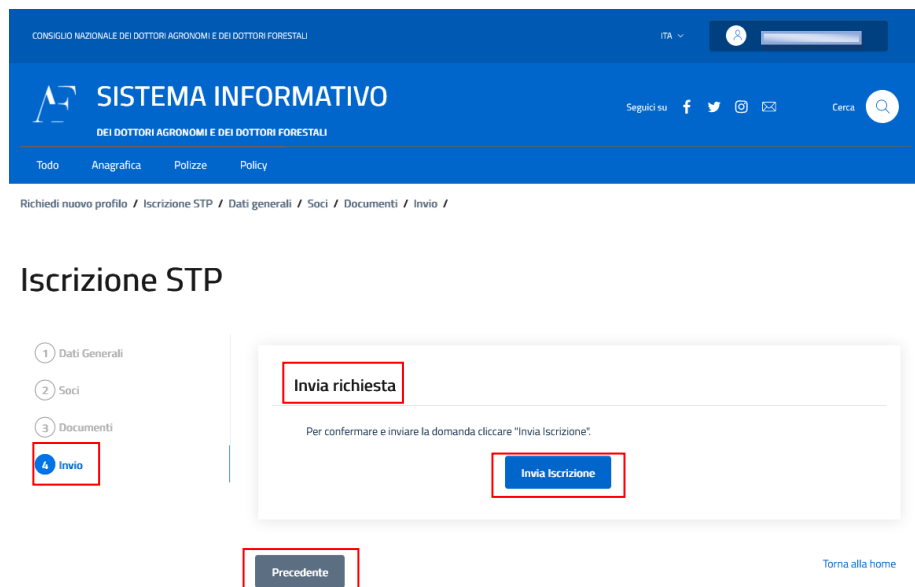 CONSIGLIO NAZIONALE DEI DOTTORI AGRONOMI E DEI DOTTORI FORESTALI
ITA
SISTEMA INFORMATIVO
DEI DOTTORI AGRONOMI E DEI DOTTORI FORESTALI
Seguici su
Cerca
Todo Anagrafica Polizze Policy
Richiedi nuovo profilo / Iscrizione STP / Dati generali / Soci / Documenti / Invio /
Iscrizione STP
1 Dati Generali
2 Soci
3 Documenti
4 Invio
Invia richiesta
Per confermare e inviare la domanda cliccare "Invia Iscrizione".
Invia Iscrizione
Precedente
Torna alla home